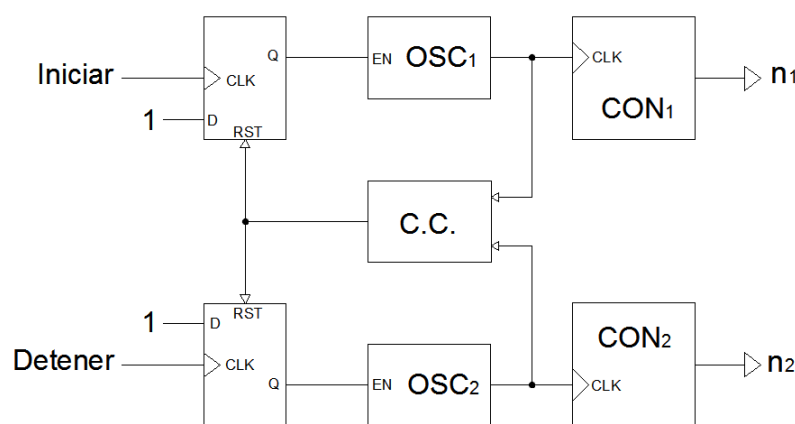 Iniciar
CLK
1
D
RST
Q
EN
OSC1
CLK
CON1
n1
C.C.
RST
1
D
Detener
CLK
Q
EN
OSC2
CON2
CLK
n2